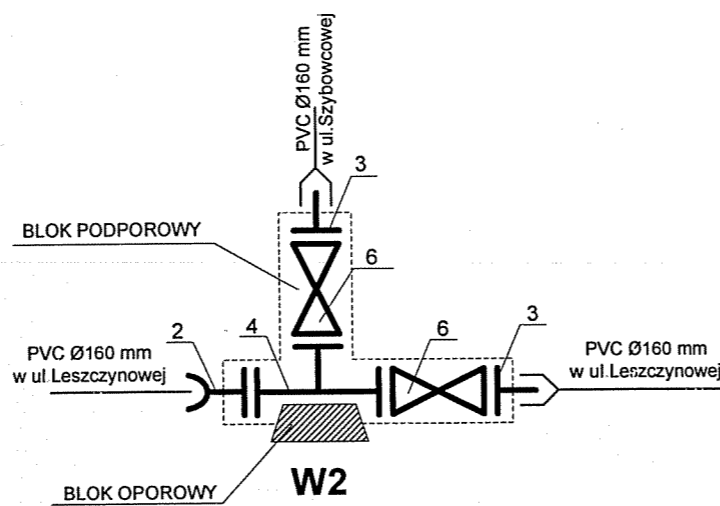 PVC Ø160 mm
w ul.Szybowcowej
3
BLOK PODPOROWY
6
2
4
6
3
PVC Ø160 mm
w ul.Leszczynowej
PVC Ø160 mm
w ul.Leszczynowej
BLOK OPOROWY
W2